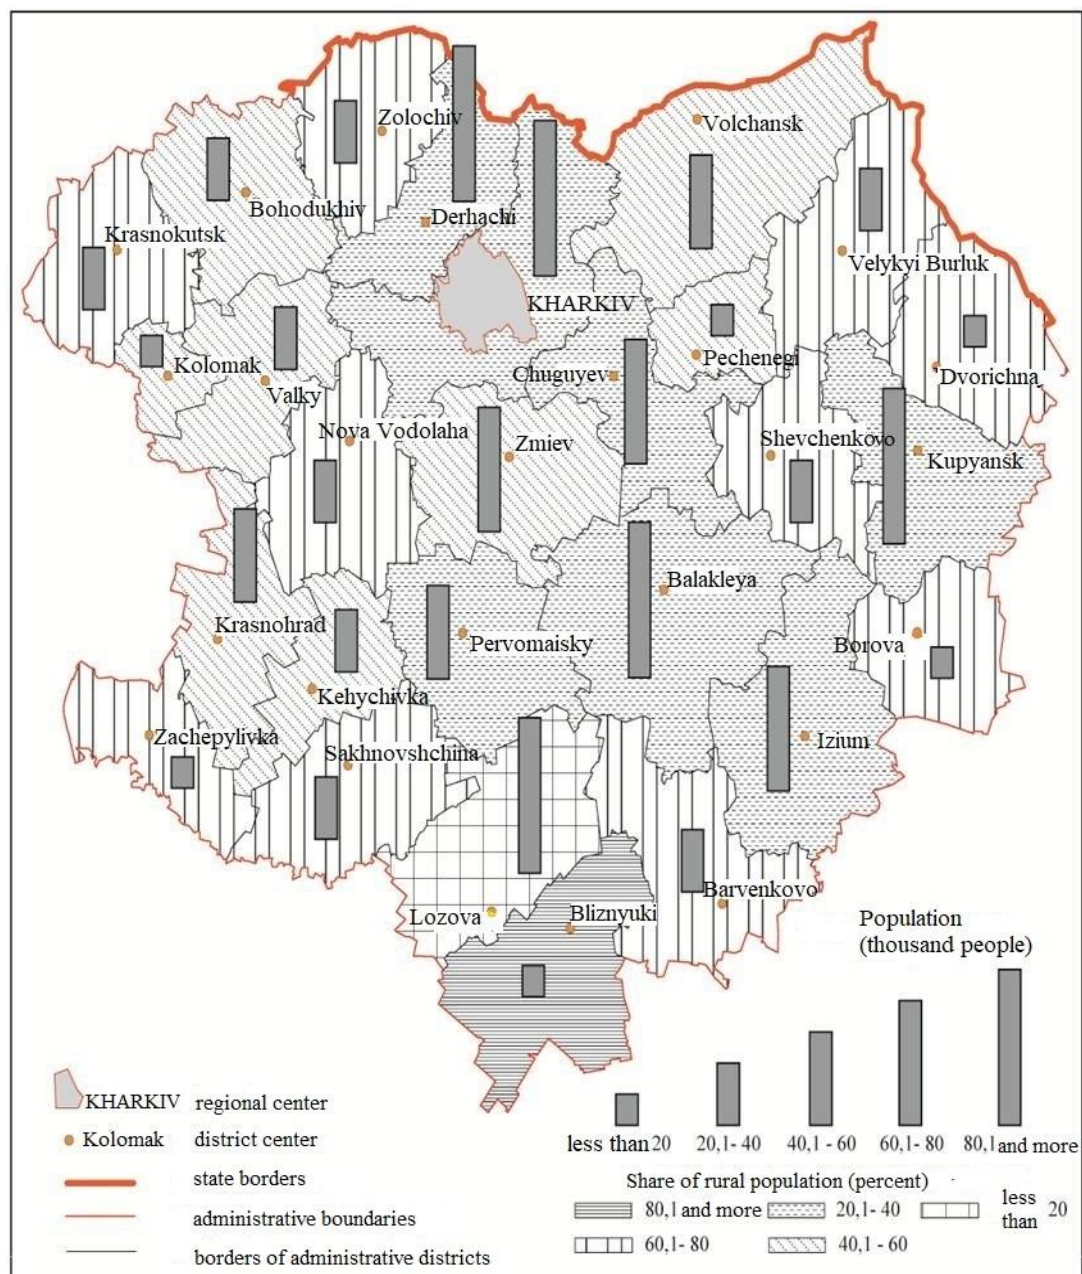 Zolochiv
Volchansk
Bohodukhiv
Derhachi
Krasnokutsk
Velykyi Burluk
KHARKIV
Kolomak
Pechenegi
Chuguyev
Dvorichna
Valky
Nova Vodolaha
Zmiev
Shevchenkovo
Kupyansk
Balakleya
Krasnohrad
Pervomaisky
Borova
Kehychivka
Zachepylivka
Sakhnovshchina
Izium
Barvenkovo
Lozova
Bliznyuki
Population
(thousand people)
less than 20
20,1- 40
40,1 - 60
60,1- 80
80,1 and more
KHARKIV regional center
Kolomak district center
state borders
administrative boundaries
borders of administrative districts
Share of rural population (percent)
80,1 and more
20,1- 40
less than 20
60,1- 80
40,1 - 60